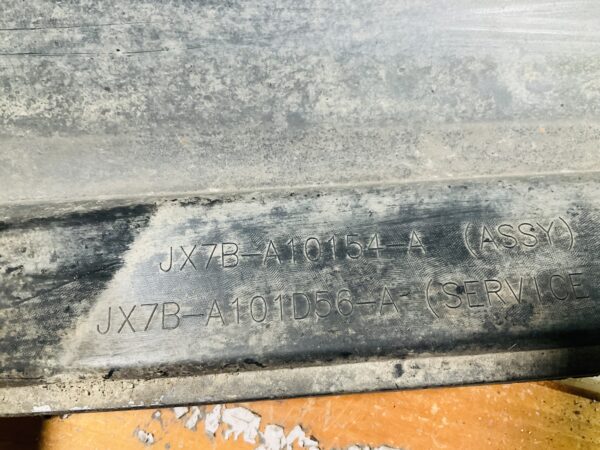 JX7B-A10154-A (ASSY)
JX7B-A101D56-A (SERVICE